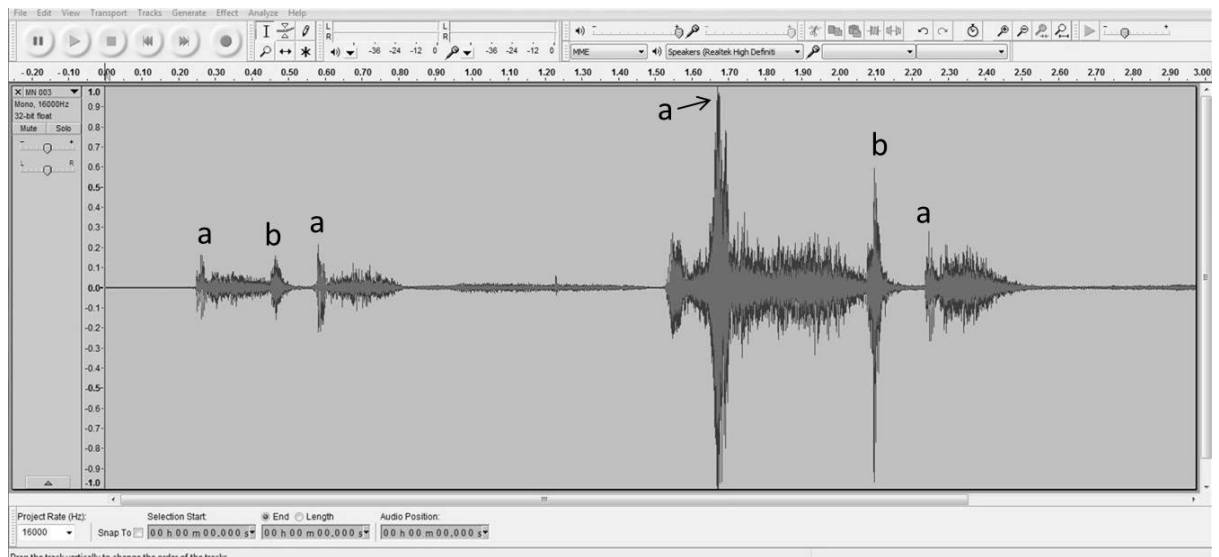 File Edit View Transport Tracks Generate Effect Analyze Help
L
R
L
R
-36 -24 -12 0
-36 -24 -12 0
MME
Speakers (Realtek High Definiti
-0.20 -0.10 0.00 0.10 0.20 0.30 0.40 0.50 0.60 0.70 0.80 0.90 1.00 1.10 1.20 1.30 1.40 1.50 1.60 1.70 1.80 1.90 2.00 2.10 2.20 2.30 2.40 2.50 2.60 2.70 2.80 2.90 3.00
X MN 003
Mono, 16000Hz
32-bit float
Mute Solo
- +
L R
1.0
0.9
0.8
0.7
0.6
0.5
0.4
0.3
0.2
0.1
0.0
-0.1
-0.2
-0.3
-0.4
-0.5
-0.6
-0.7
-0.8
-0.9
-1.0
a b a a b a
Project Rate (Hz): Selection Start: End Length Audio Position:
16000 Snap To 00 h 00 m 00.000 s 00 h 00 m 00.000 s 00 h 00 m 00.000 s
Drag the track vertically to change the order of the tracks